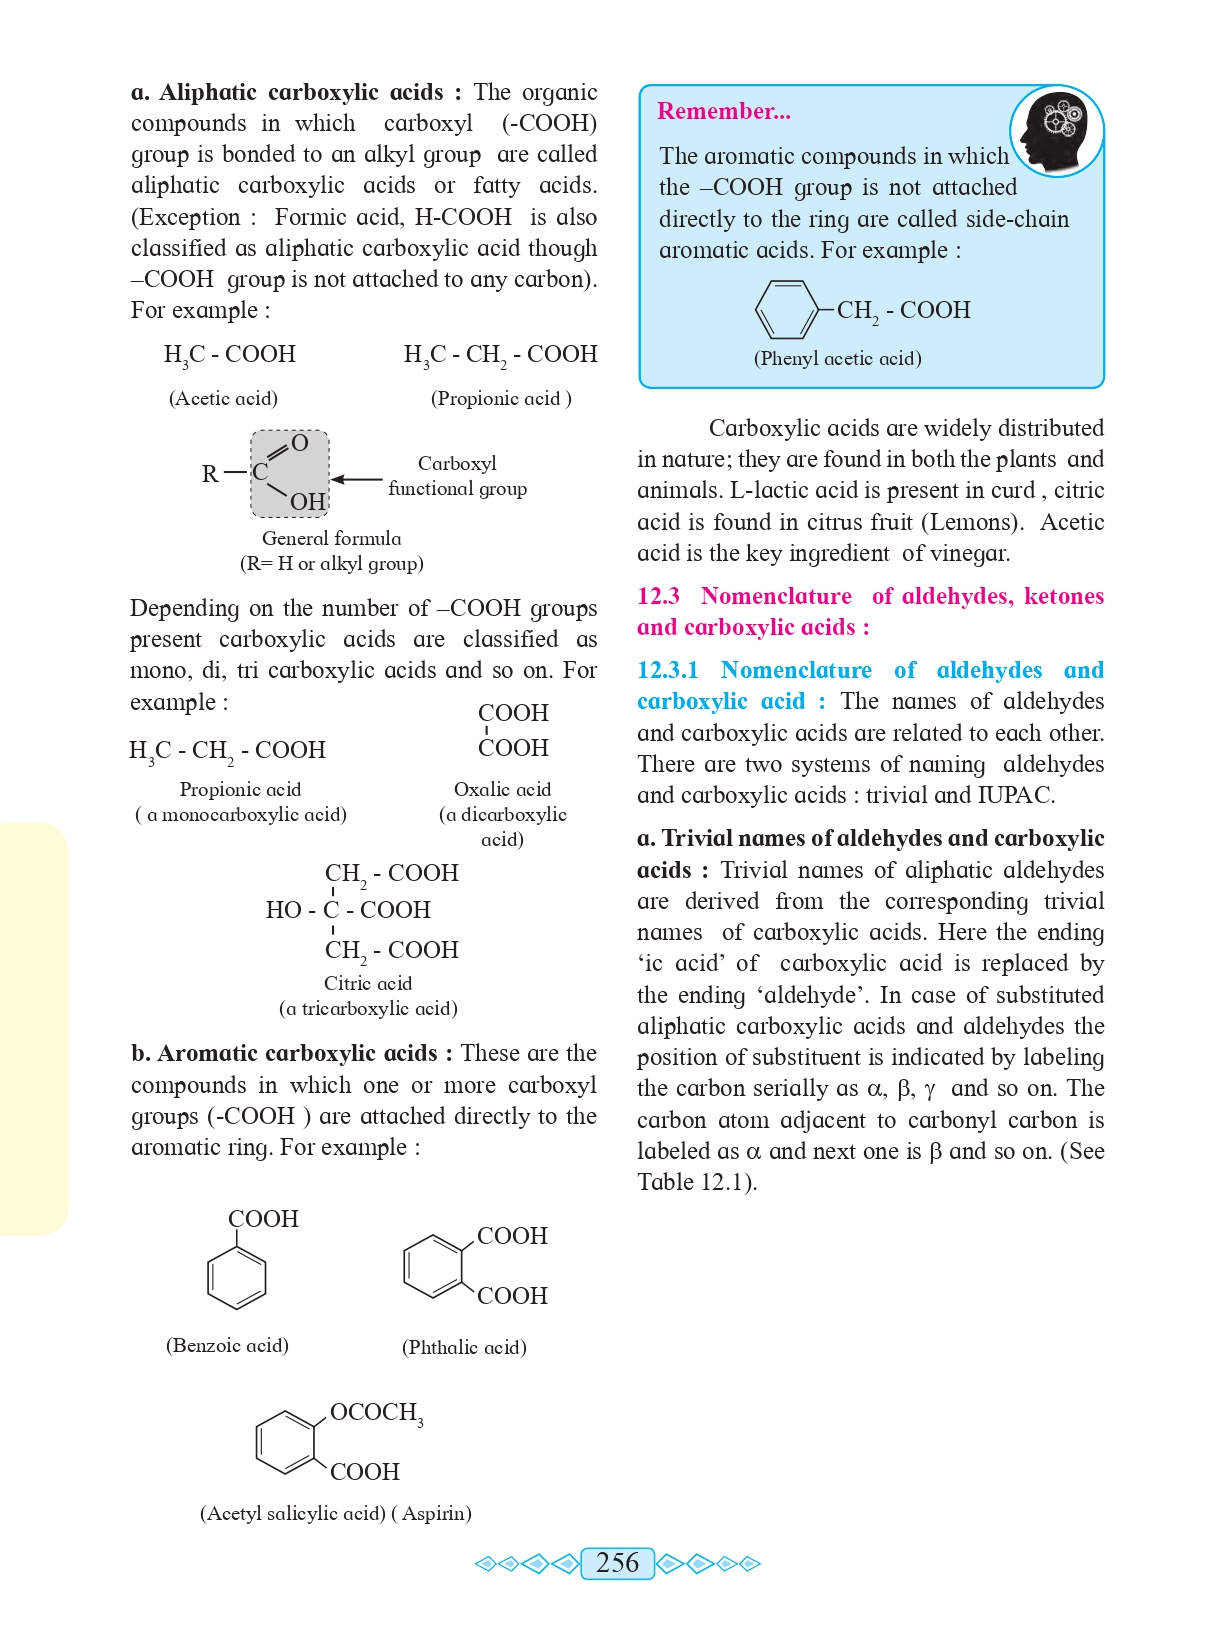 a. Aliphatic carboxylic acids : The organic
compounds in which carboxyl (-COOH)
group is bonded to an alkyl group are called
aliphatic carboxylic acids or fatty acids.
(Exception : Formic acid, H-COOH is also
classified as aliphatic carboxylic acid though
–COOH group is not attached to any carbon).
For example :
H₃C - COOH H₃C - CH₂ - COOH
(Acetic acid) (Propionic acid )
O
R C
OH
Carboxyl
functional group
General formula
(R= H or alkyl group)
Depending on the number of –COOH groups
present carboxylic acids are classified as
mono, di, tri carboxylic acids and so on. For
example :
COOH
COOH
H₃C - CH₂ - COOH
Propionic acid
( a monocarboxylic acid)
Oxalic acid
(a dicarboxylic
acid)
CH₂ - COOH
HO - C - COOH
CH₂ - COOH
Citric acid
(a tricarboxylic acid)
b. Aromatic carboxylic acids : These are the
compounds in which one or more carboxyl
groups (-COOH ) are attached directly to the
aromatic ring. For example :
COOH
(Benzoic acid)
COOH
COOH
(Phthalic acid)
OCOCH₃
COOH
(Acetyl salicylic acid) ( Aspirin)
Remember...
The aromatic compounds in which
the –COOH group is not attached
directly to the ring are called side-chain
aromatic acids. For example :
CH₂ - COOH
(Phenyl acetic acid)
Carboxylic acids are widely distributed
in nature; they are found in both the plants and
animals. L-lactic acid is present in curd , citric
acid is found in citrus fruit (Lemons). Acetic
acid is the key ingredient of vinegar.
12.3 Nomenclature of aldehydes, ketones
and carboxylic acids :
12.3.1 Nomenclature of aldehydes and
carboxylic acid : The names of aldehydes
and carboxylic acids are related to each other.
There are two systems of naming aldehydes
and carboxylic acids : trivial and IUPAC.
a. Trivial names of aldehydes and carboxylic
acids : Trivial names of aliphatic aldehydes
are derived from the corresponding trivial
names of carboxylic acids. Here the ending
‘ic acid’ of carboxylic acid is replaced by
the ending ‘aldehyde’. In case of substituted
aliphatic carboxylic acids and aldehydes the
position of substituent is indicated by labeling
the carbon serially as α, β, γ and so on. The
carbon atom adjacent to carbonyl carbon is
labeled as α and next one is β and so on. (See
Table 12.1).
256